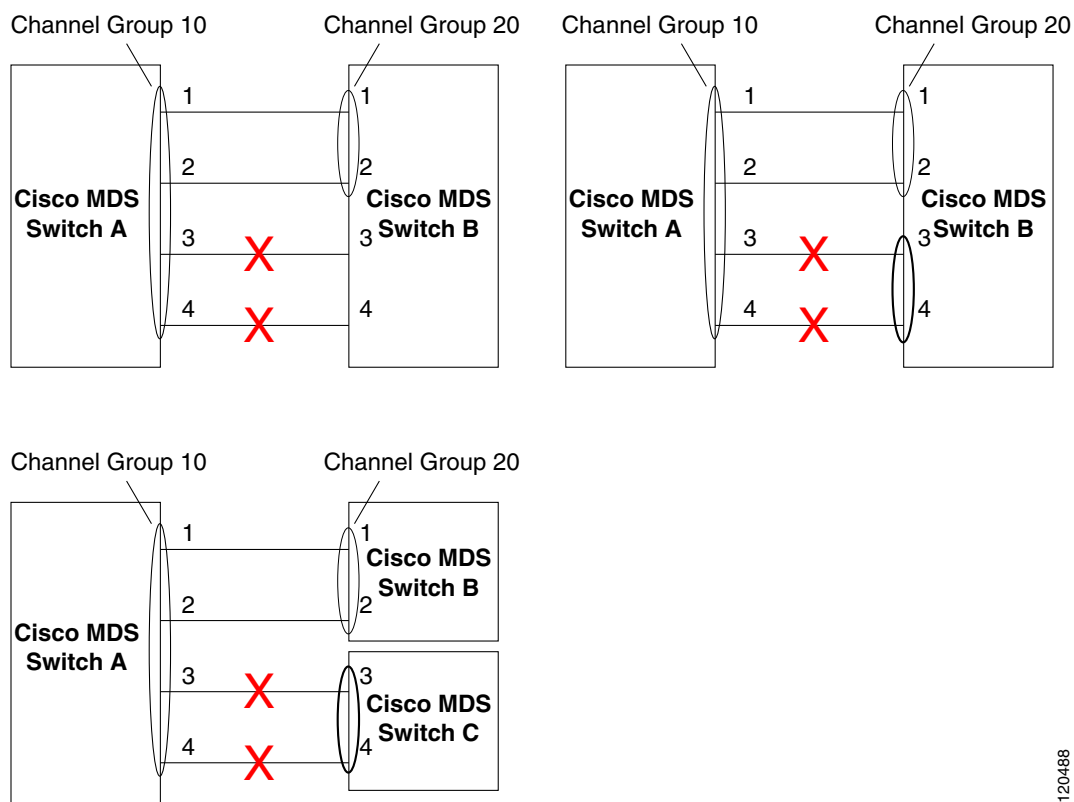 Channel Group 10
Channel Group 20
1
1
2
2
Cisco MDS
Switch A
Cisco MDS
Switch B
3
X
3
4
X
4
Channel Group 10
Channel Group 20
1
1
2
2
Cisco MDS
Switch A
Cisco MDS
Switch B
3
X
3
4
X
4
Channel Group 10
Channel Group 20
1
1
Cisco MDS
Switch B
2
2
Cisco MDS
Switch A
3
X
3
Cisco MDS
Switch C
4
X
4
120488